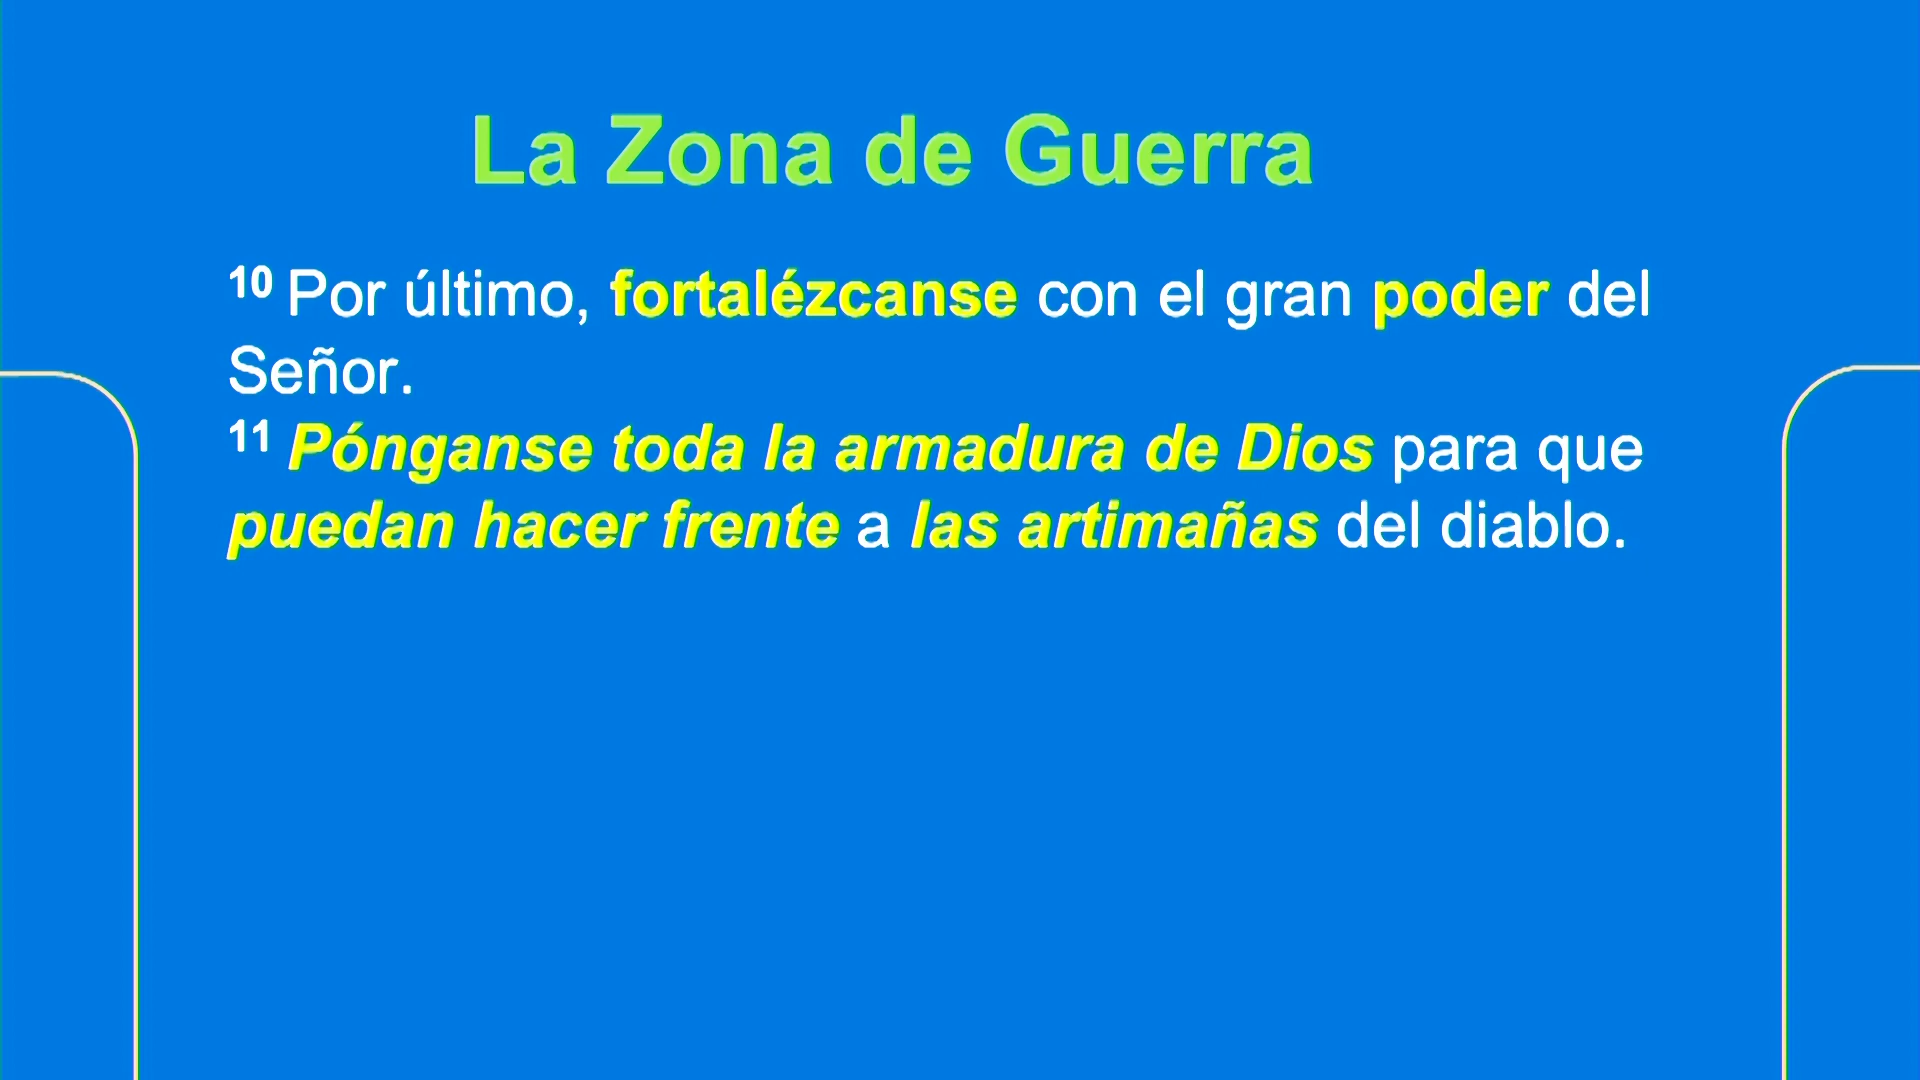 La Zona de Guerra
10 Por último, fortalézcanse con el gran poder del
Señor.
11 Pónganse toda la armadura de Dios para que
puedan hacer frente a las artimañas del diablo.